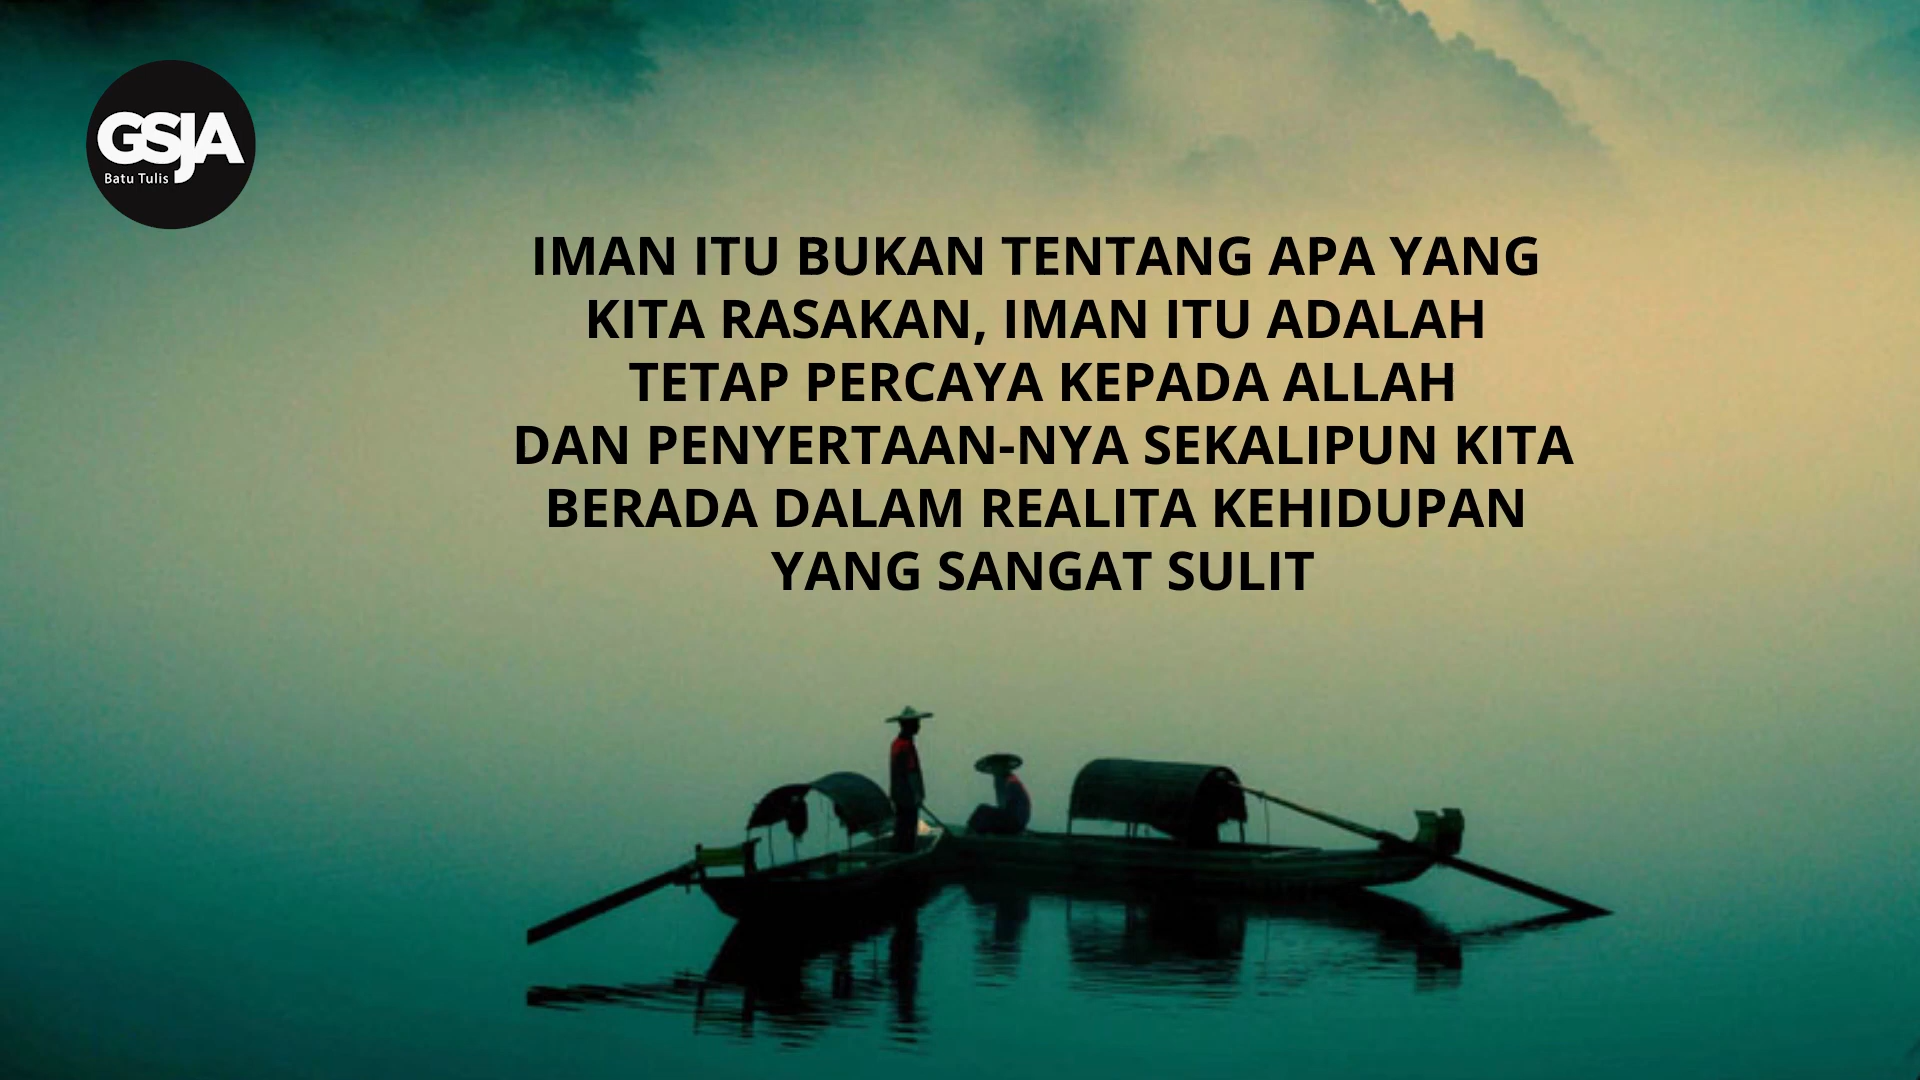 GSJA
Batu Tulis
IMAN ITU BUKAN TENTANG APA YANG
KITA RASAKAN, IMAN ITU ADALAH
TETAP PERCAYA KEPADA ALLAH
DAN PENYERTAAN-NYA SEKALIPUN KITA
BERADA DALAM REALITA KEHIDUPAN
YANG SANGAT SULIT